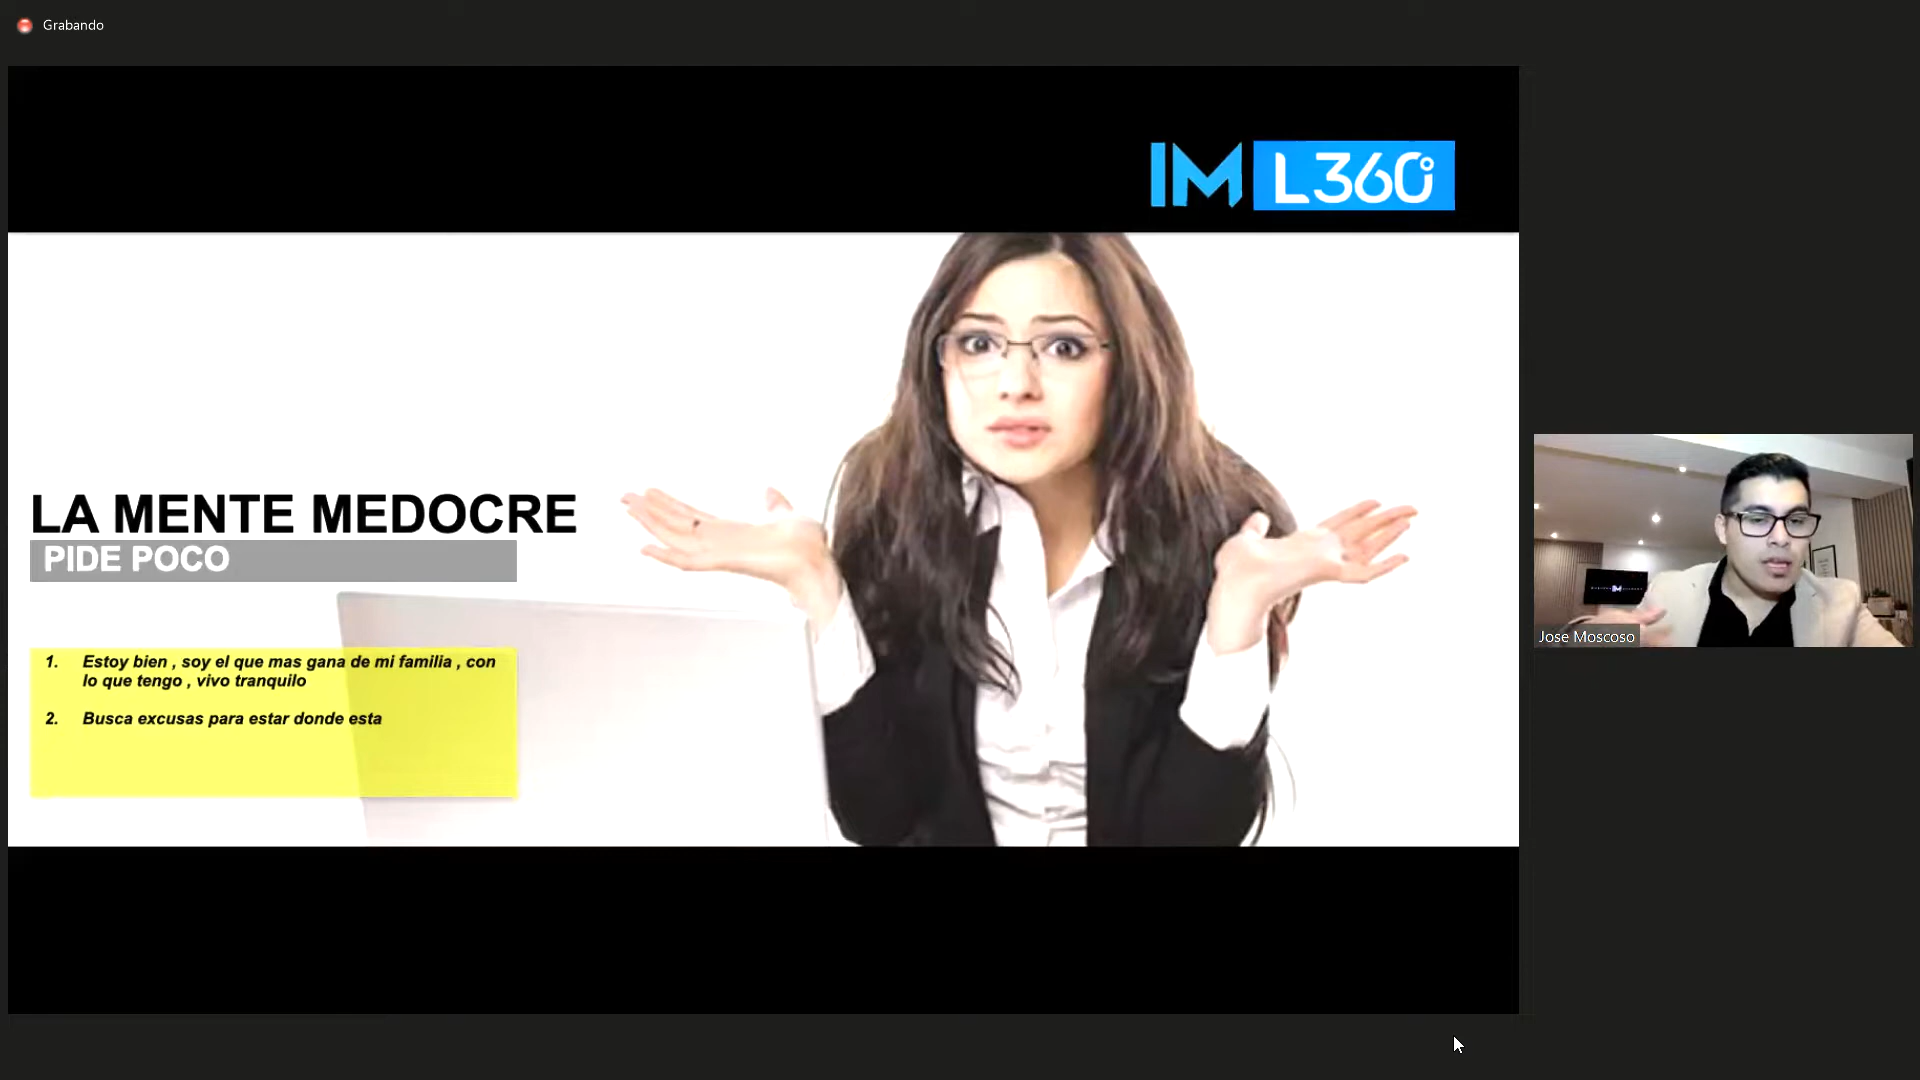 Grabando
IM L360°
LA MENTE MEDOCRE
PIDE POCO
1. Estoy bien , soy el que mas gana de mi familia , con
lo que tengo , vivo tranquilo
2. Busca excusas para estar donde esta
Jose Moscoso